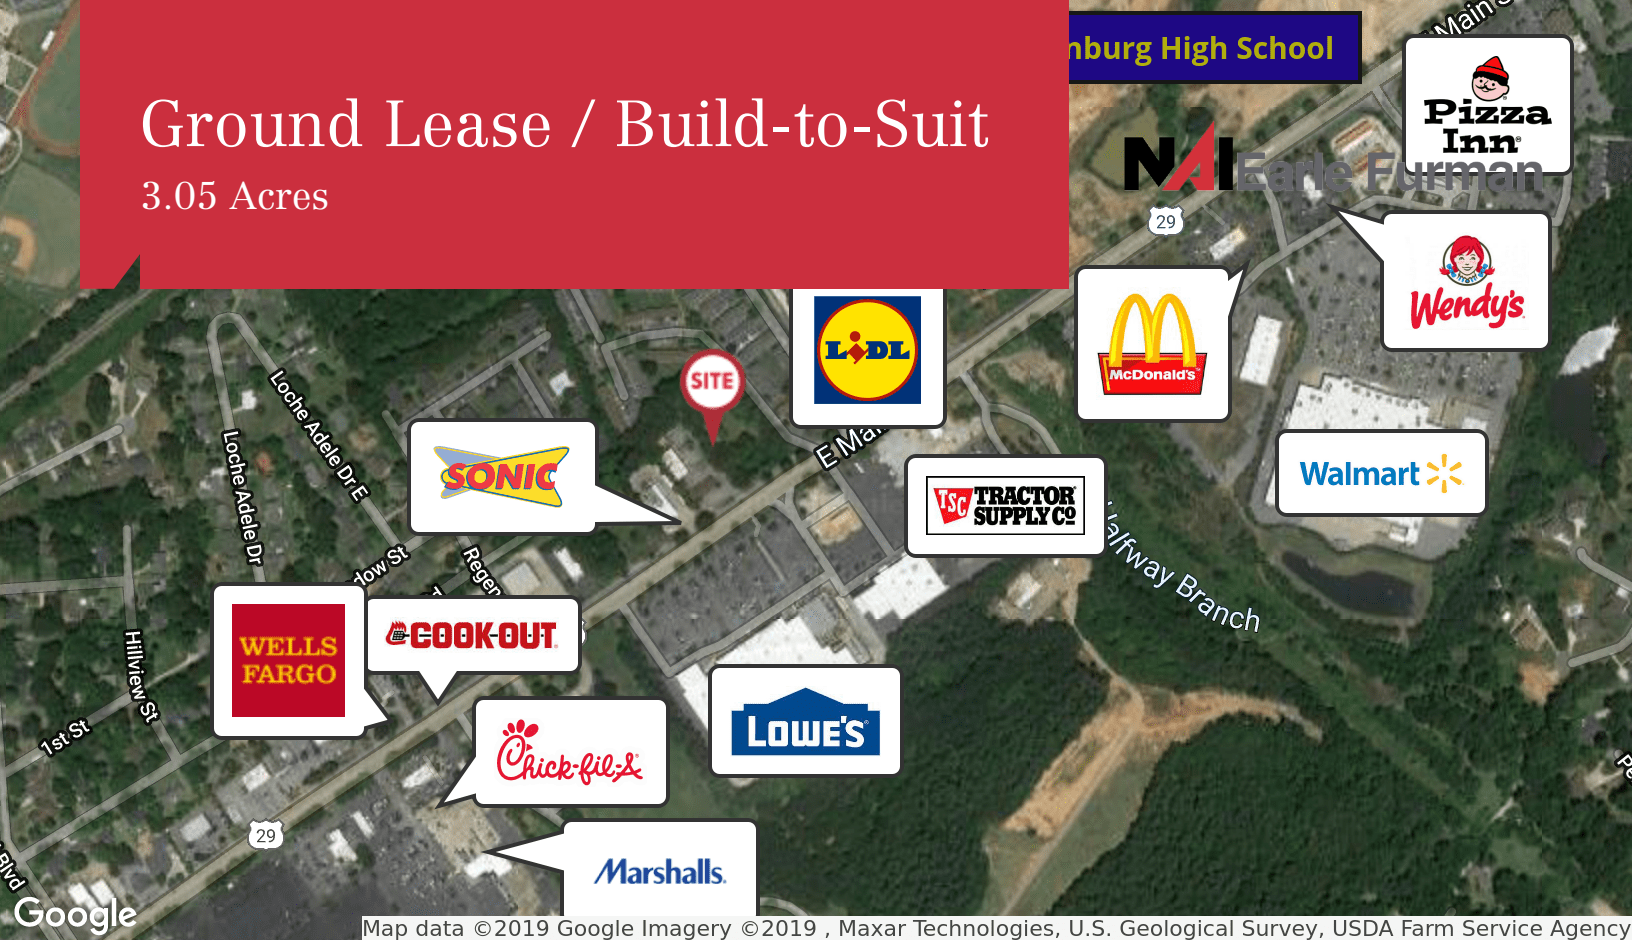 Ground Lease / Build-to-Suit
3.05 Acres
nburg High School
Main S
Pizza
Inn
NAI Earle Furman
29
Wendy's
McDonald's
LIDL
SITE
E Mai
SONIC
TSC TRACTOR
SUPPLY CO
Walmart
Halfway Branch
Loche Adele Dr E
Loche Adele Dr
dow St
Regen
WELLS
FARGO
COOK-OUT
Hillview St
1st St
LOWE'S
Chick-fil-A
29
Marshalls
Blvd
Pe
Google
Map data ©2019 Google Imagery ©2019 , Maxar Technologies, U.S. Geological Survey, USDA Farm Service Agency